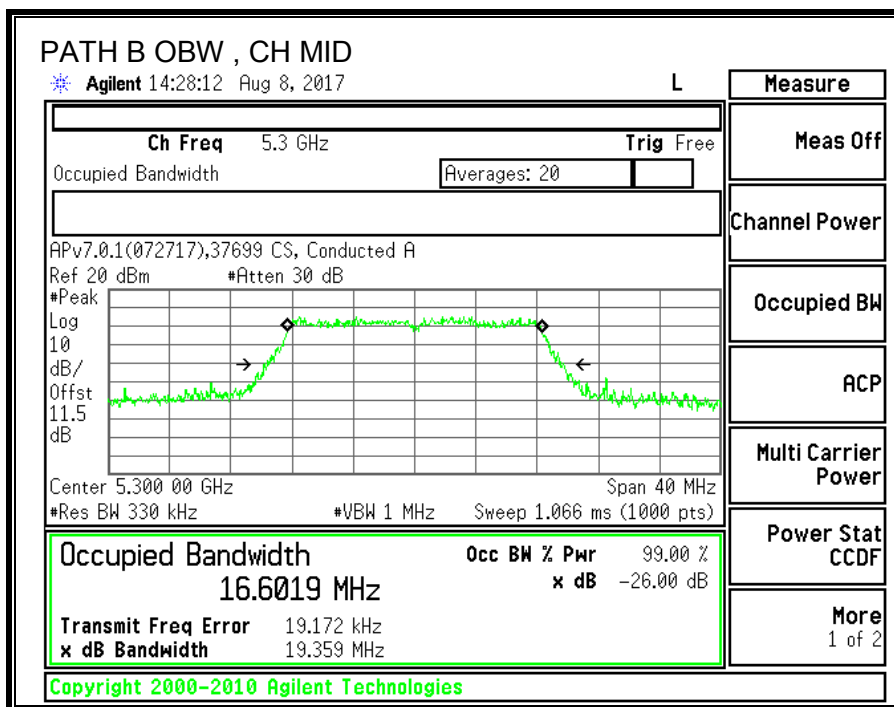 PATH B OBW , CH MID
Agilent 14:28:12 Aug 8, 2017 L
Measure
Ch Freq 5.3 GHz Trig Free
Meas Off
Occupied Bandwidth Averages: 20
Channel Power
APv7.0.1(072717),37699 CS, Conducted A
Ref 20 dBm #Atten 30 dB
#Peak
Log
10
dB/
Offst
11.5
dB
Occupied BW
ACP
Center 5.300 00 GHz Span 40 MHz
#Res BW 330 kHz #VBW 1 MHz Sweep 1.066 ms (1000 pts)
Multi Carrier
Power
Occupied Bandwidth
16.6019 MHz
Occ BW % Pwr 99.00 %
x dB -26.00 dB
Power Stat
CCDF
Transmit Freq Error 19.172 kHz
x dB Bandwidth 19.359 MHz
More
1 of 2
Copyright 2000-2010 Agilent Technologies